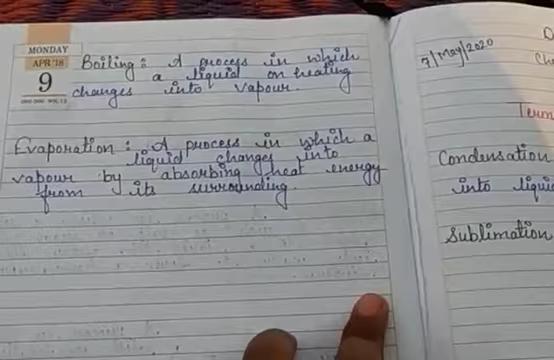 MONDAY
APR '18
9
Boiling : A process in which
a liquid on heating
changes into vapour.
Evaporation : A process in which a
liquid changes into
vapour by absorbing heat energy
from its surrounding.
7/May/2020
Term
Condensation
into liqui
Sublimation